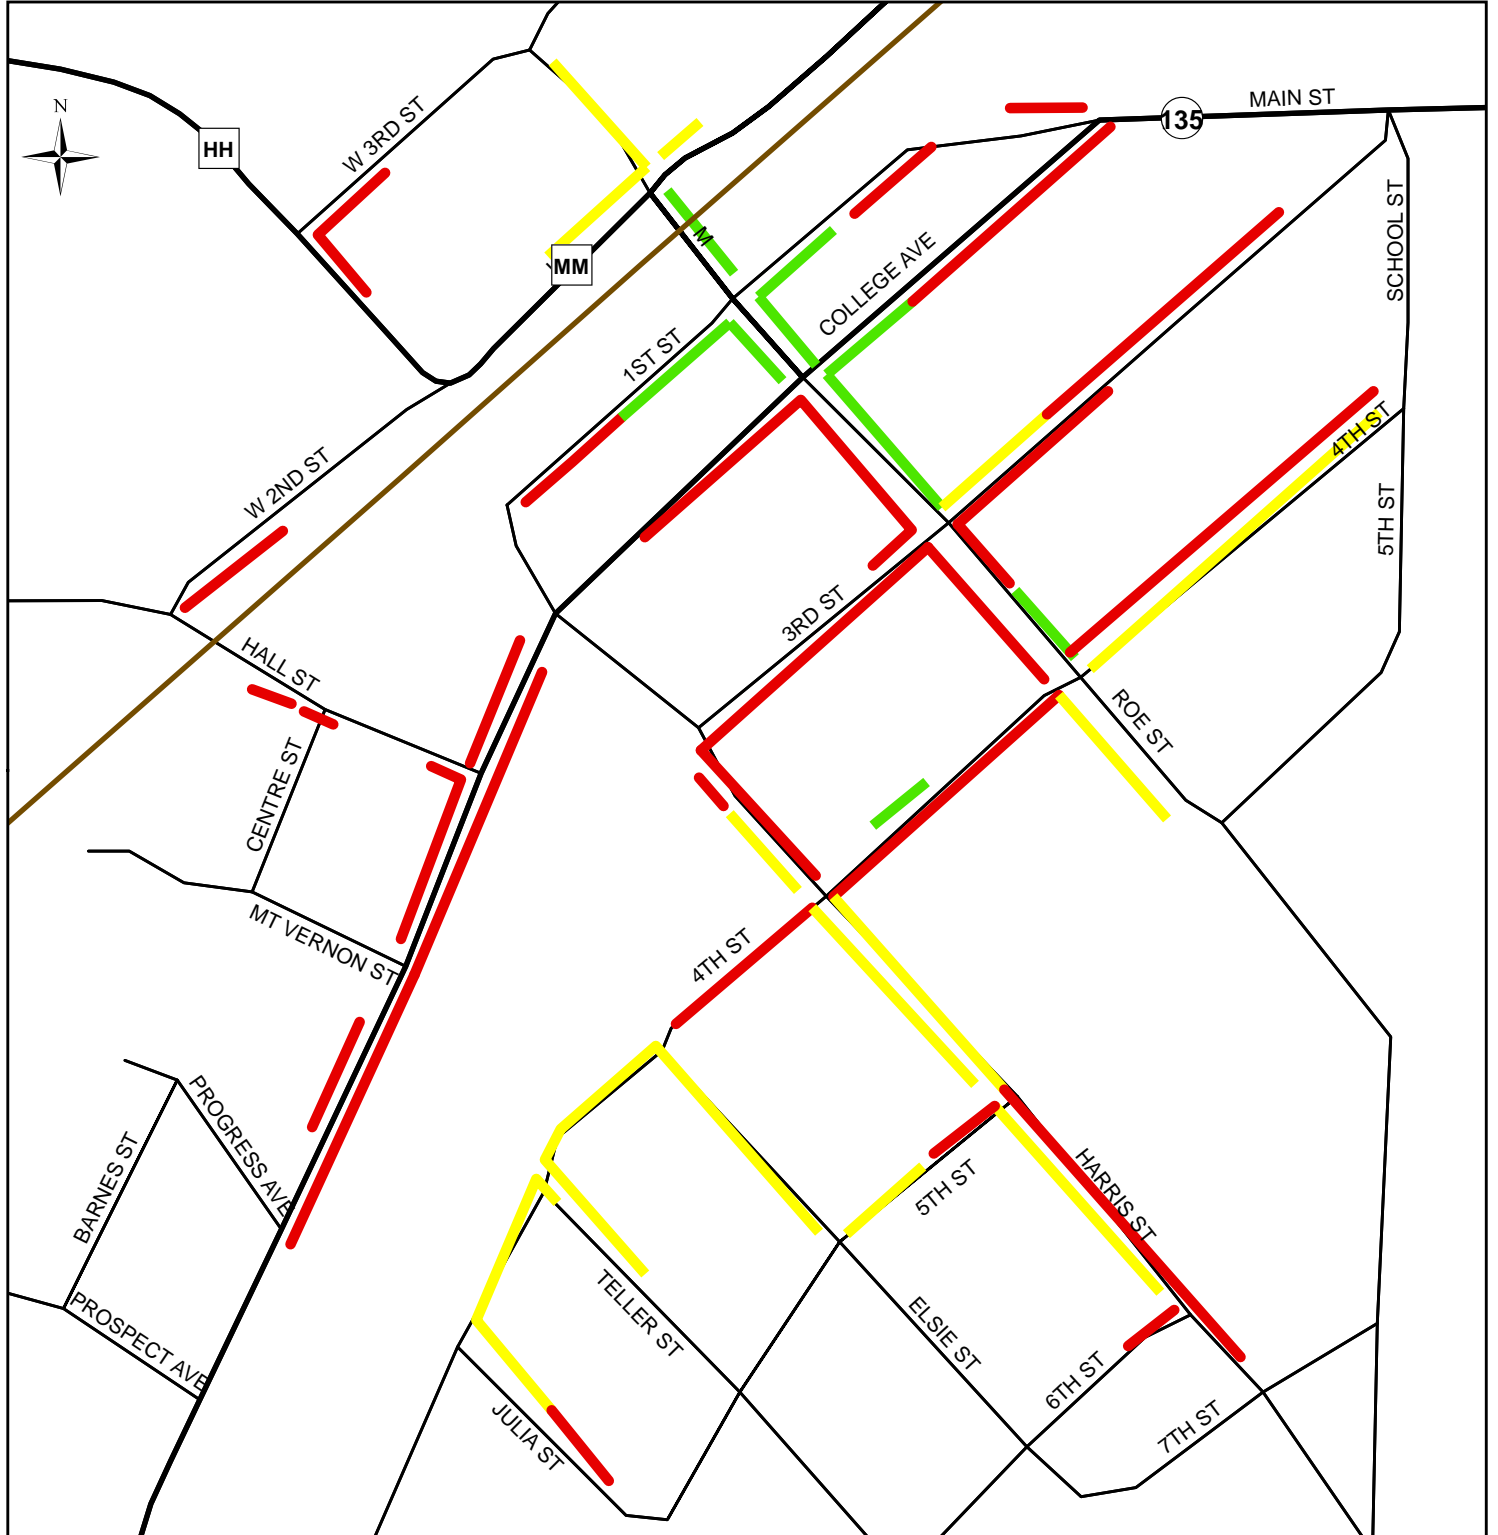 MAIN ST
N
W 3RD ST
135
HH
SCHOOL ST
M
COLLEGE AVE
MM
1ST ST
4TH ST
W 2ND ST
5TH ST
3RD ST
HALL ST
ROE ST
CENTRE ST
MT VERNON ST
4TH ST
PROGRESS AVE
BARNES ST
HARRIS ST
5TH ST
PROSPECT AVE
TELLER ST
ELSIE ST
6TH ST
JULIA ST
7TH ST